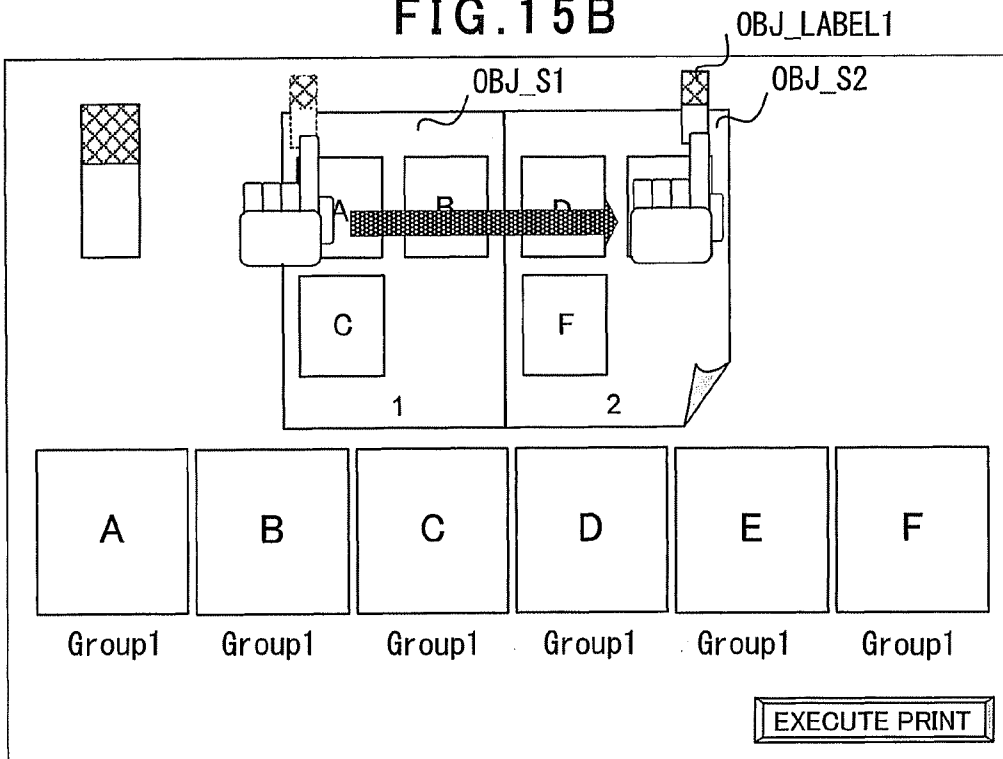 FIG.15B
OBJ_LABEL1
OBJ_S1
OBJ_S2
A B D
C F
1 2
A B C D E F
Group1 Group1 Group1 Group1 Group1 Group1
EXECUTE PRINT